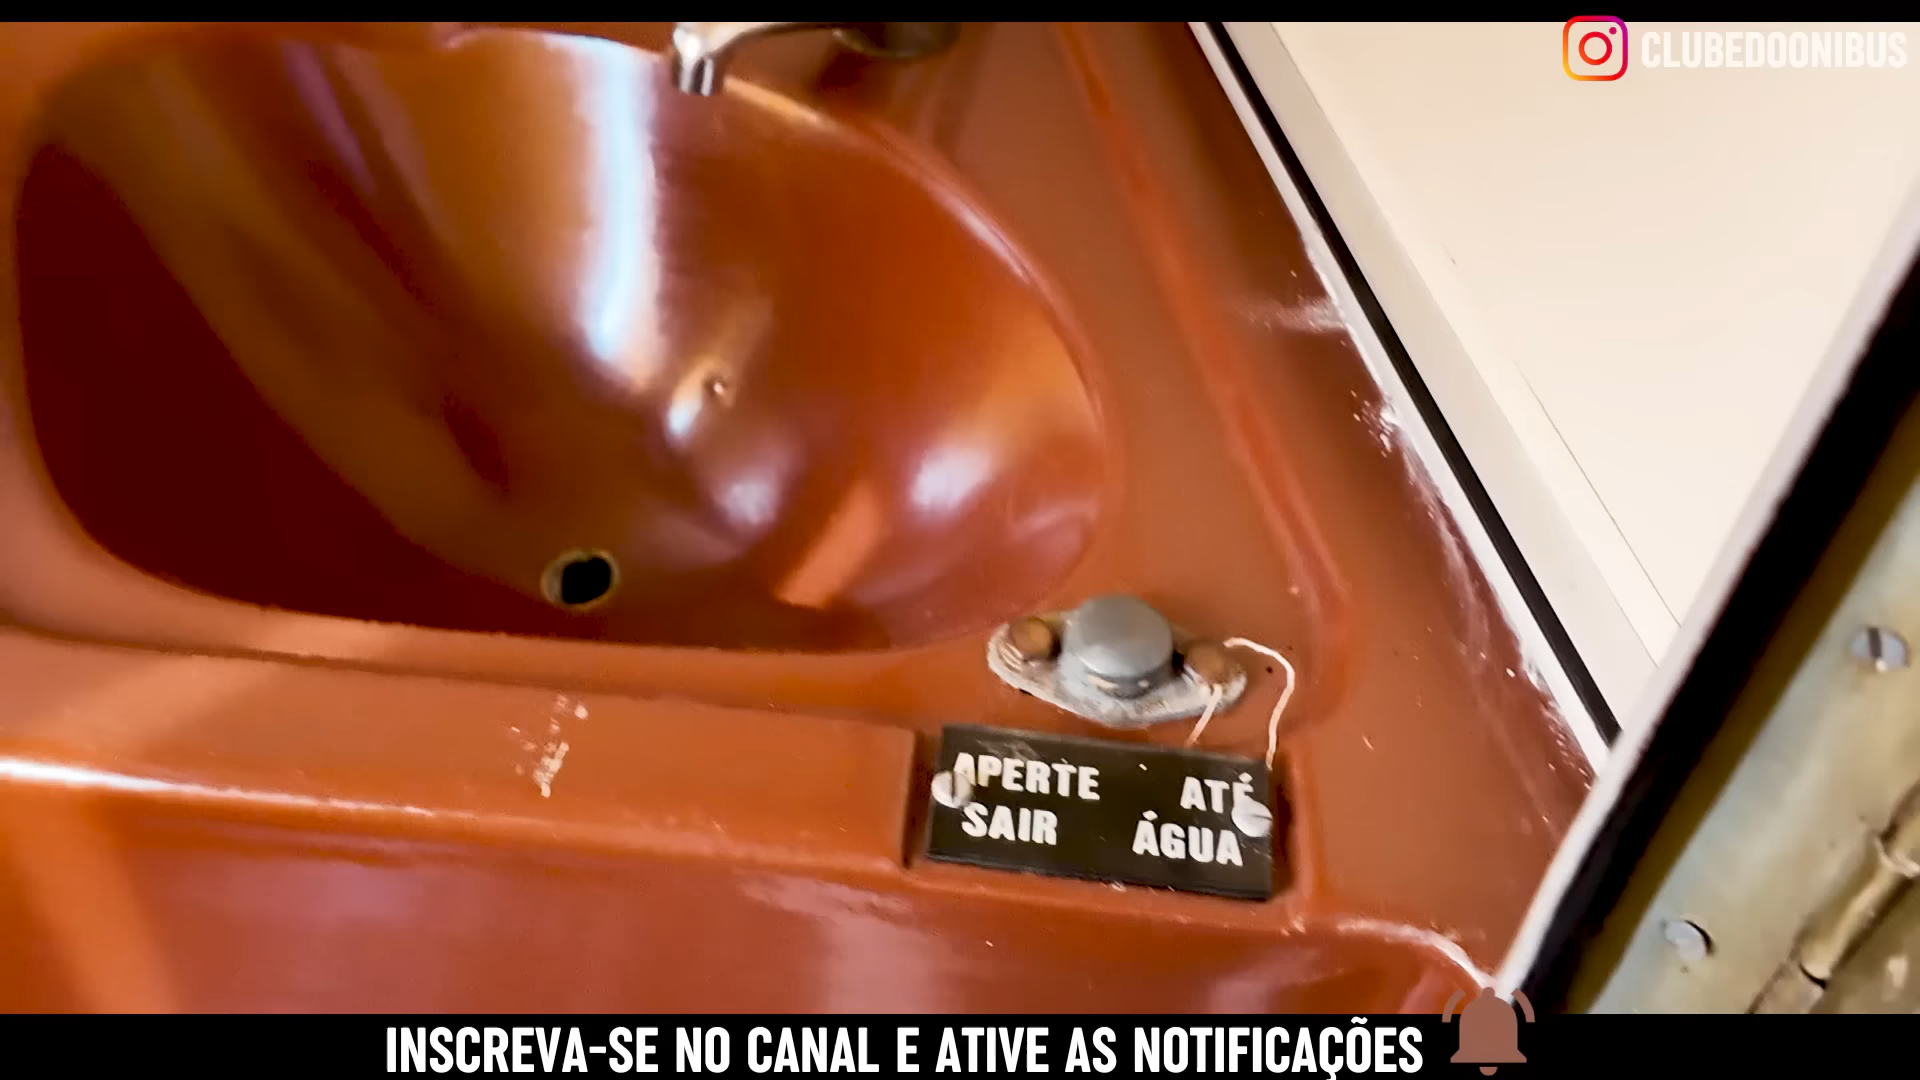 CLUBEDOONIBUS
APERTE ATÉ
SAIR ÁGUA
INSCREVA-SE NO CANAL E ATIVE AS NOTIFICAÇÕES